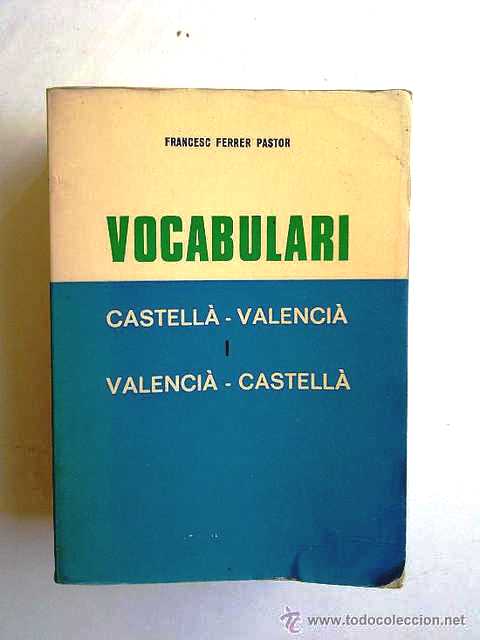 FRANCESC FERRER PASTOR
VOCABULARI
CASTELLÀ - VALENCIÀ
I
VALENCIÀ - CASTELLÀ
© www.todocoleccion.net